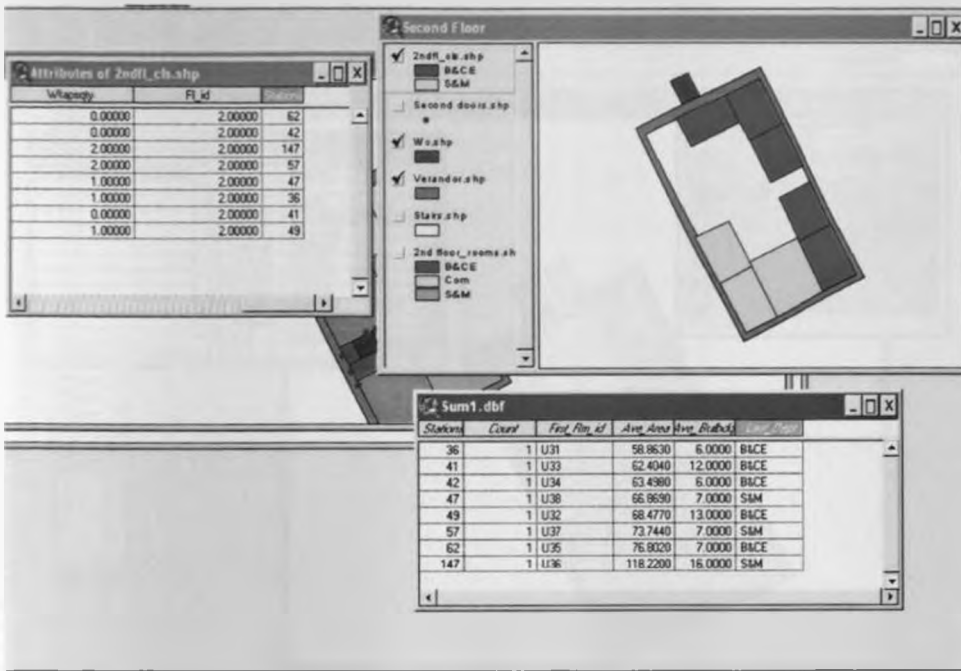 Second Floor
2ndfl_cls.shp
B&CE
S&M
Second doors.shp
Wc.shp
Verandor.shp
Stairs.shp
2nd floor_rooms.sh
B&CE
Com
S&M
Attributes of 2ndfl_cls.shp
Fl_id Stations
0.00000 2.00000 62
0.00000 2.00000 42
2.00000 2.00000 147
2.00000 2.00000 57
1.00000 2.00000 47
1.00000 2.00000 36
0.00000 2.00000 41
1.00000 2.00000 49
Sum1.dbf
Stations Count First_Rm_id Ave_Area
36 1 U31 58.8630 6.0000 B&CE
41 1 U33 62.4040 12.0000 B&CE
42 1 U34 63.4980 6.0000 B&CE
47 1 U38 66.8690 7.0000 S&M
49 1 U32 68.4770 13.0000 B&CE
57 1 U37 73.7440 7.0000 S&M
62 1 U35 76.8020 7.0000 B&CE
147 1 U36 118.2200 16.0000 S&M